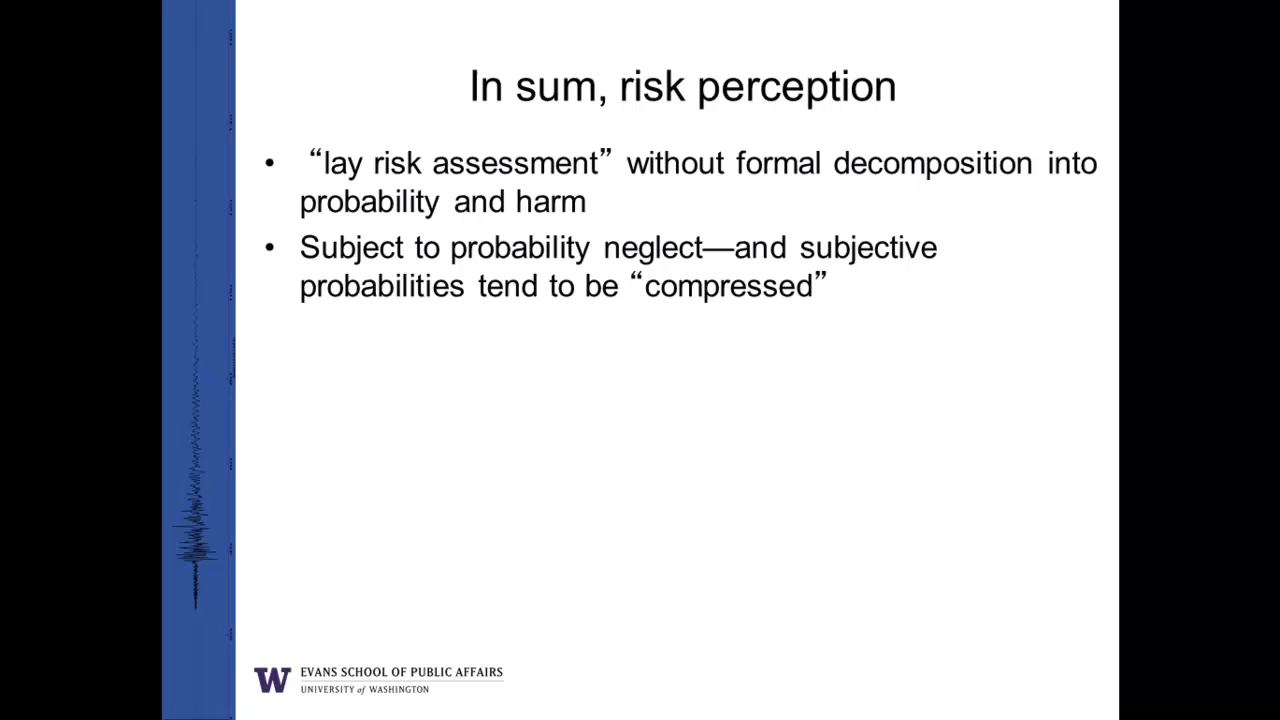 In sum, risk perception
• “lay risk assessment” without formal decomposition into
probability and harm
• Subject to probability neglect—and subjective
probabilities tend to be “compressed”
W EVANS SCHOOL OF PUBLIC AFFAIRS
UNIVERSITY of WASHINGTON